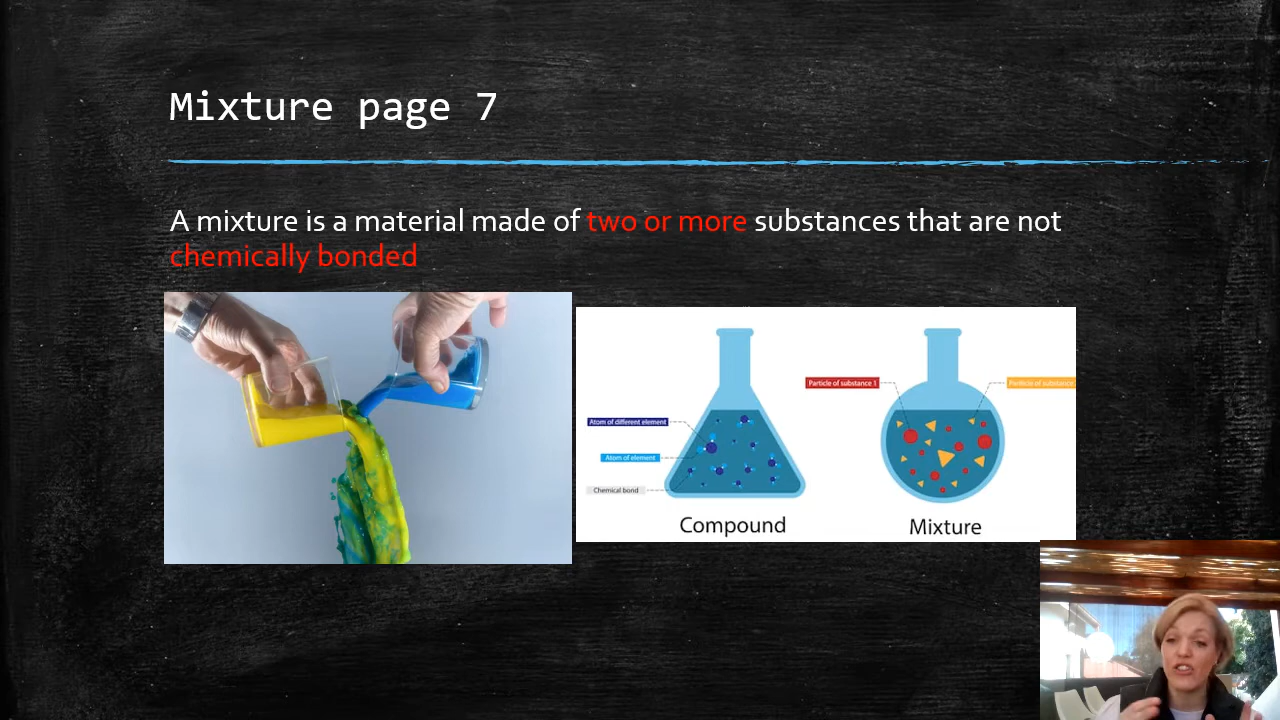 Mixture page 7
A mixture is a material made of two or more substances that are not
chemically bonded
Particle of substance 1
Particle of substance
Atom of different element
Atom of element
Chemical bond
Compound
Mixture